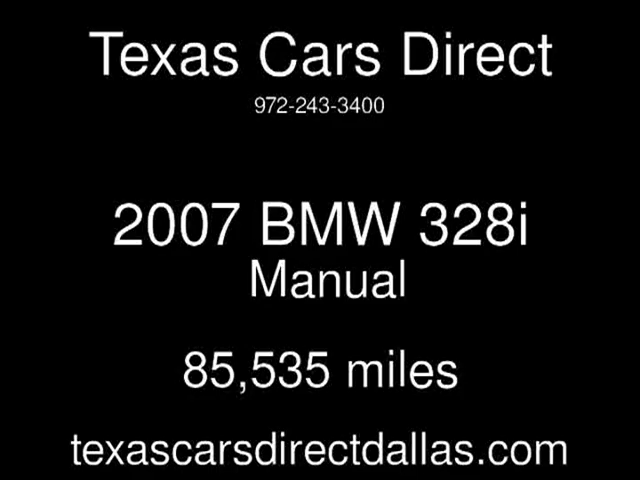 Texas Cars Direct
972-243-3400
2007 BMW 328i
Manual
85,535 miles
texascarsdirectdallas.com